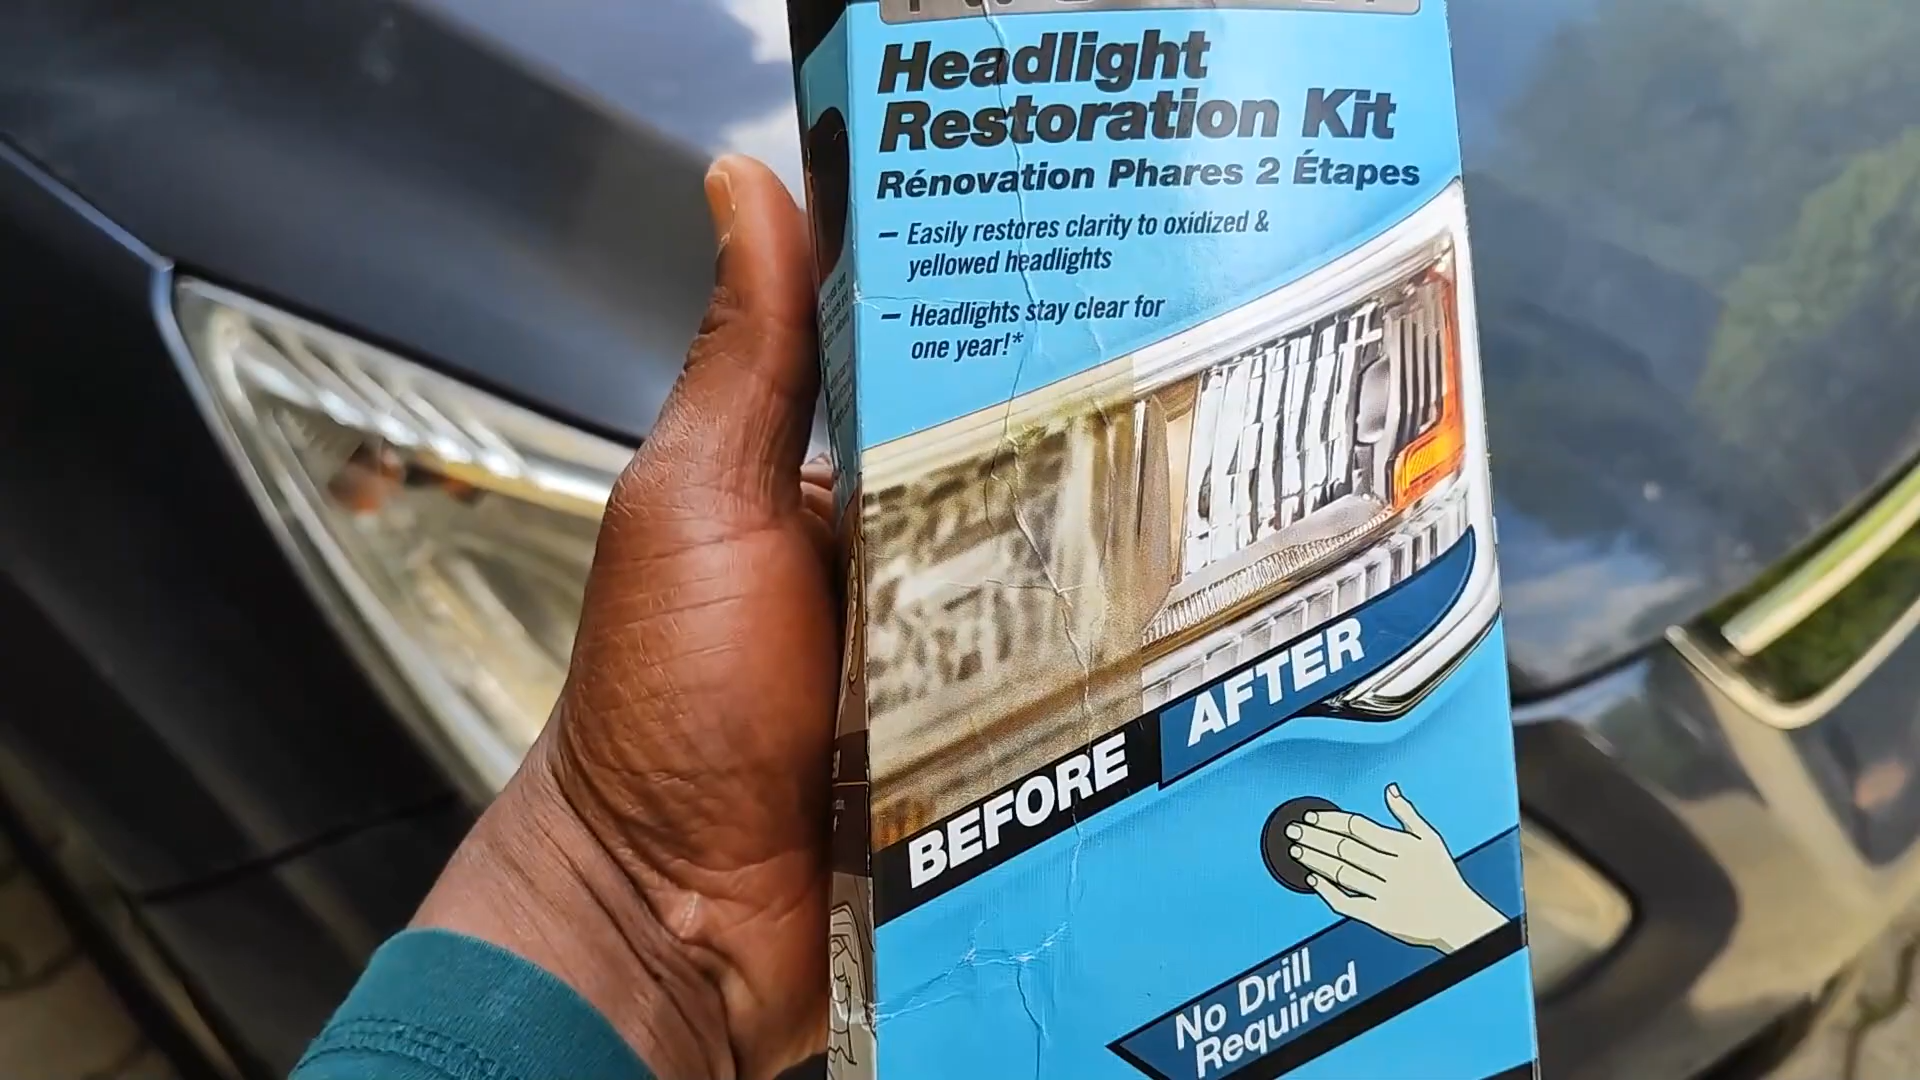 Headlight
Restoration Kit
Rénovation Phares 2 Étapes
– Easily restores clarity to oxidized &
yellowed headlights
– Headlights stay clear for
one year!*
BEFORE AFTER
No Drill
Required